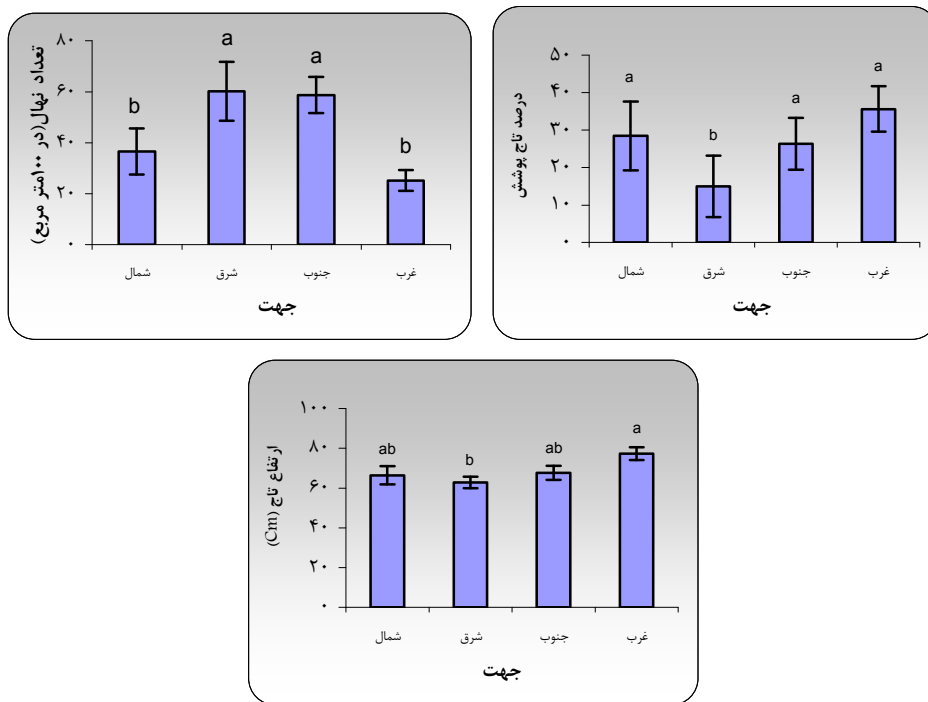 تعداد نهال(در ۱۰۰متر مربع)
۸۰
۶۰
۴۰
۲۰
۰
b
a
a
b
شمال
شرق
جنوب
غرب
جهت
درصد تاج پوشش
۵۰
۴۰
۳۰
۲۰
۱۰
۰
a
b
a
a
شمال
شرق
جنوب
غرب
جهت
ارتفاع تاج (Cm)
۱۰۰
۸۰
۶۰
۴۰
۲۰
۰
ab
b
ab
a
شمال
شرق
جنوب
غرب
جهت